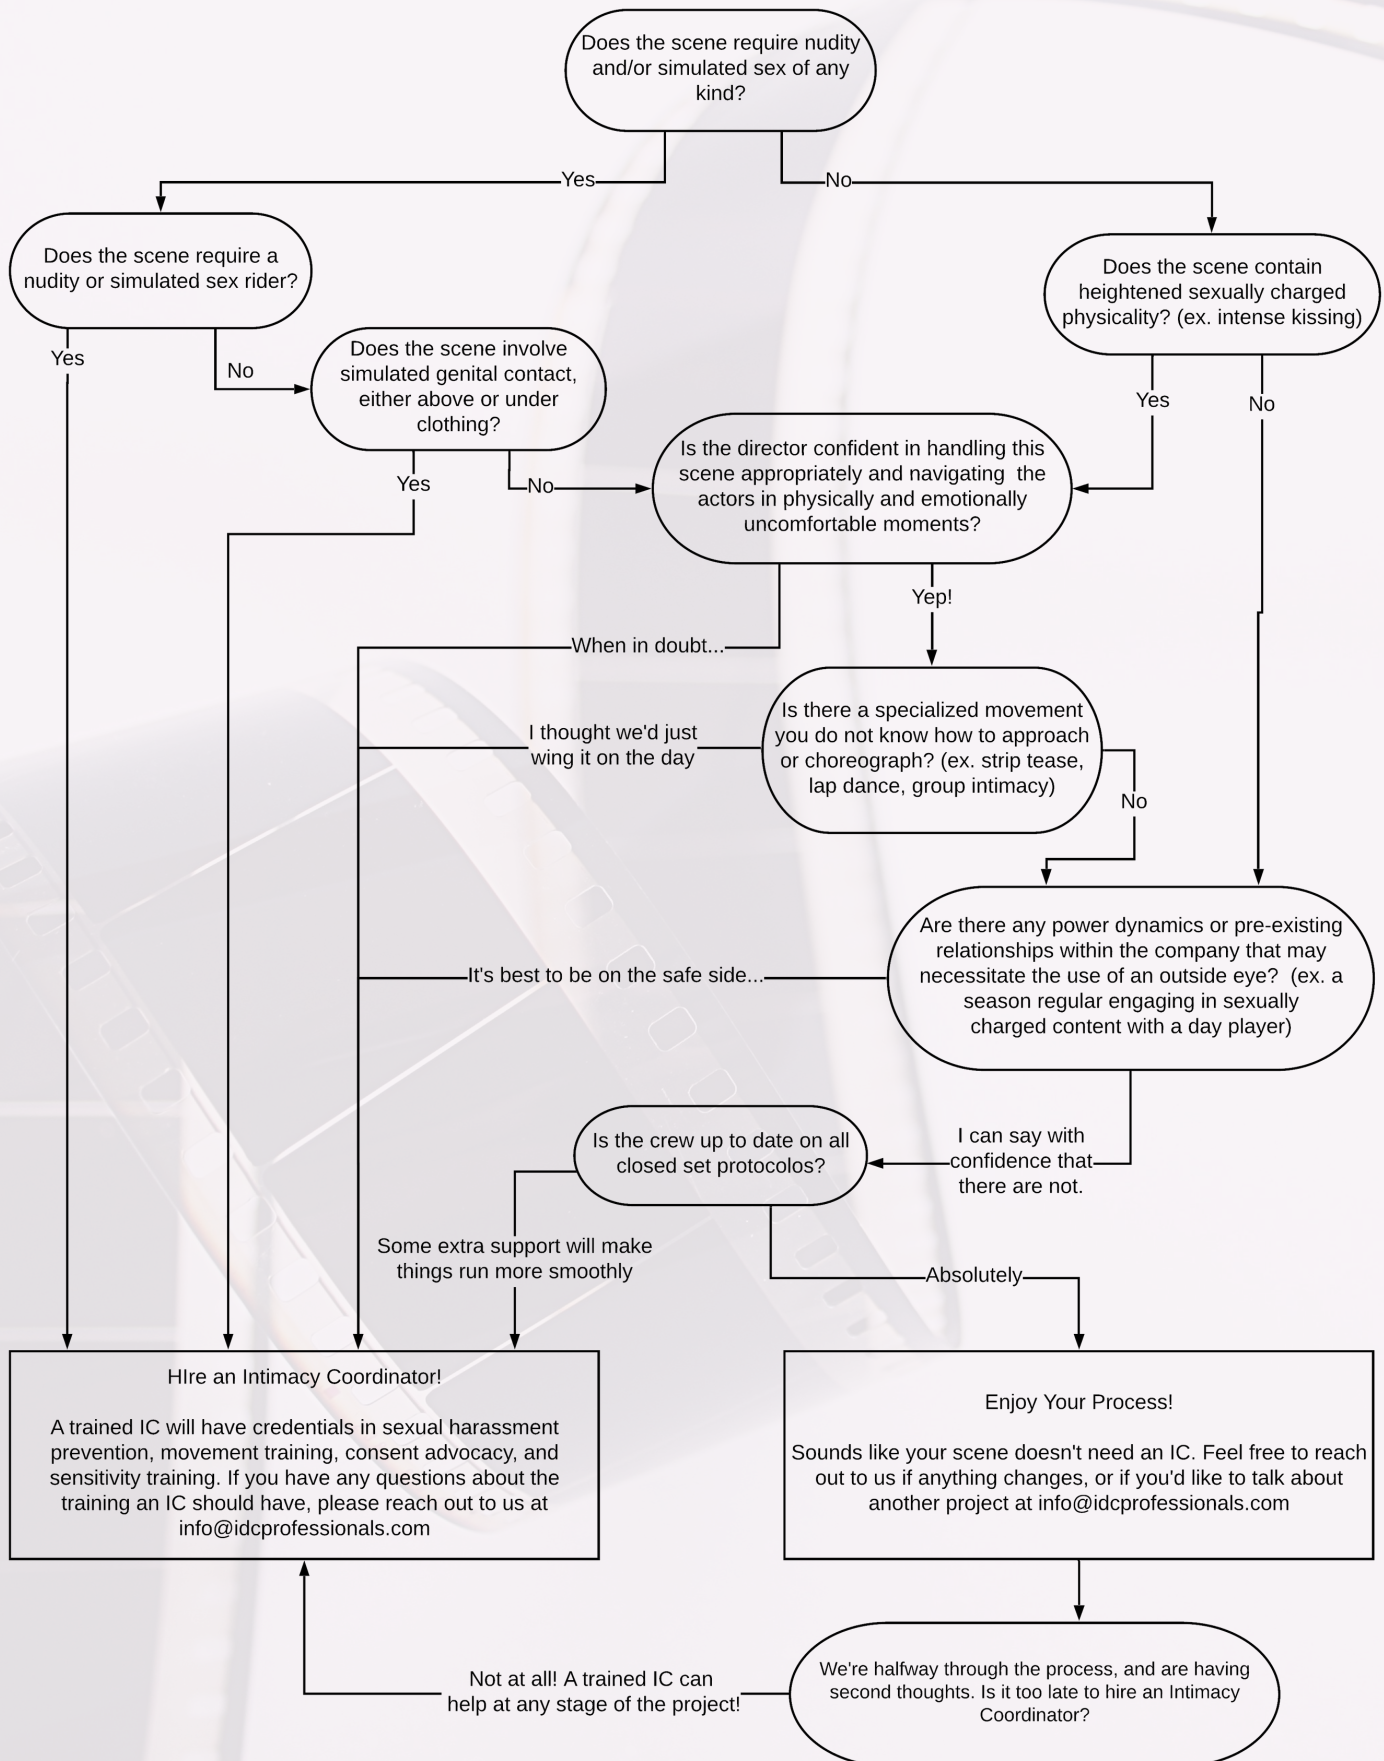 Does the scene require nudity
and/or simulated sex of any
kind?
Yes
No
Does the scene require a
nudity or simulated sex rider?
Does the scene contain
heightened sexually charged
physicality? (ex. intense kissing)
Yes
No
Does the scene involve
simulated genital contact,
either above or under
clothing?
Yes
No
Yes
No
Is the director confident in handling this
scene appropriately and navigating  the
actors in physically and emotionally
uncomfortable moments?
Yep!
When in doubt...
Is there a specialized movement
you do not know how to approach
or choreograph? (ex. strip tease,
lap dance, group intimacy)
I thought we'd just
wing it on the day
No
Are there any power dynamics or pre-existing
relationships within the company that may
necessitate the use of an outside eye?  (ex. a
season regular engaging in sexually
charged content with a day player)
It's best to be on the safe side...
I can say with
confidence that
there are not.
Is the crew up to date on all
closed set protocolos?
Some extra support will make
things run more smoothly
Absolutely
HIre an Intimacy Coordinator!
A trained IC will have credentials in sexual harassment
prevention, movement training, consent advocacy, and
sensitivity training. If you have any questions about the
training an IC should have, please reach out to us at
info@idcprofessionals.com
Enjoy Your Process!
Sounds like your scene doesn't need an IC. Feel free to reach
out to us if anything changes, or if you'd like to talk about
another project at info@idcprofessionals.com
Not at all! A trained IC can
help at any stage of the project!
We're halfway through the process, and are having
second thoughts. Is it too late to hire an Intimacy
Coordinator?